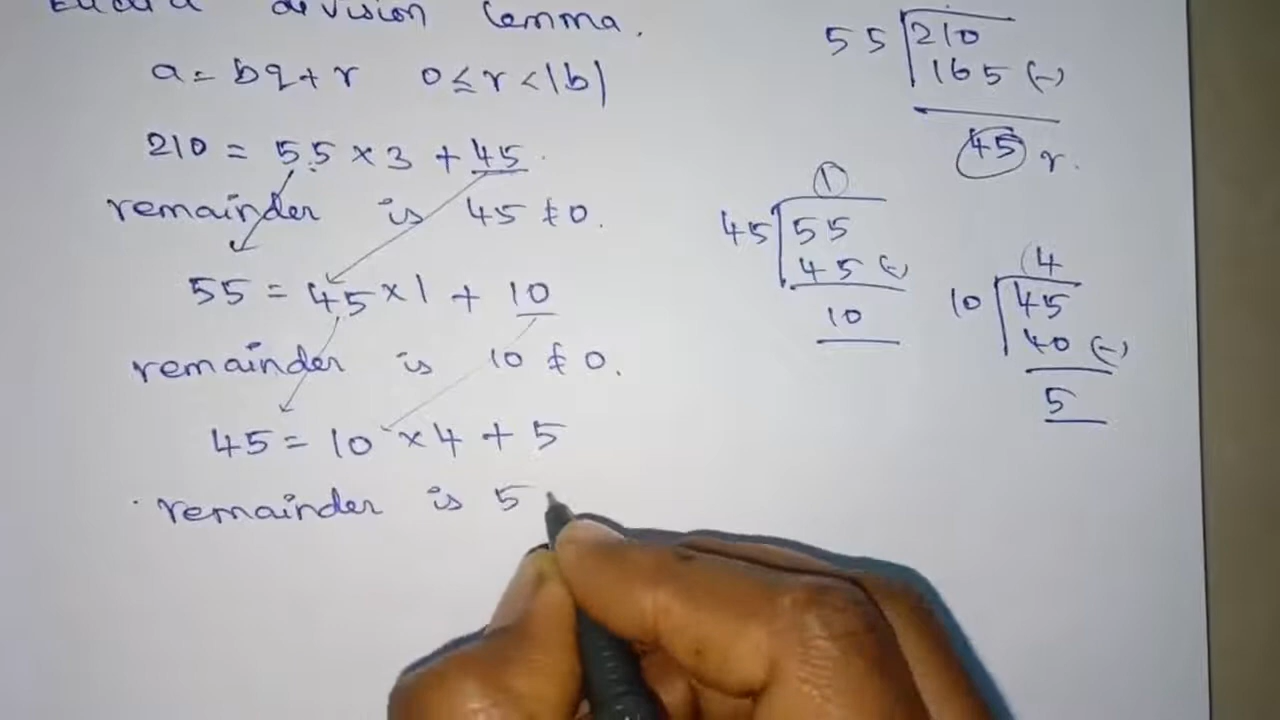 division Lemma.
a = bq + r 0 ≤ r < |b|
210 = 55 × 3 + 45.
remainder is 45 ≠ 0.
55 = 45 × 1 + 10
remainder is 10 ≠ 0.
45 = 10 × 4 + 5
remainder is 5
55 210
165 (-)
45 r.
1
45 55
45 (-)
10
4
10 45
40 (-)
5